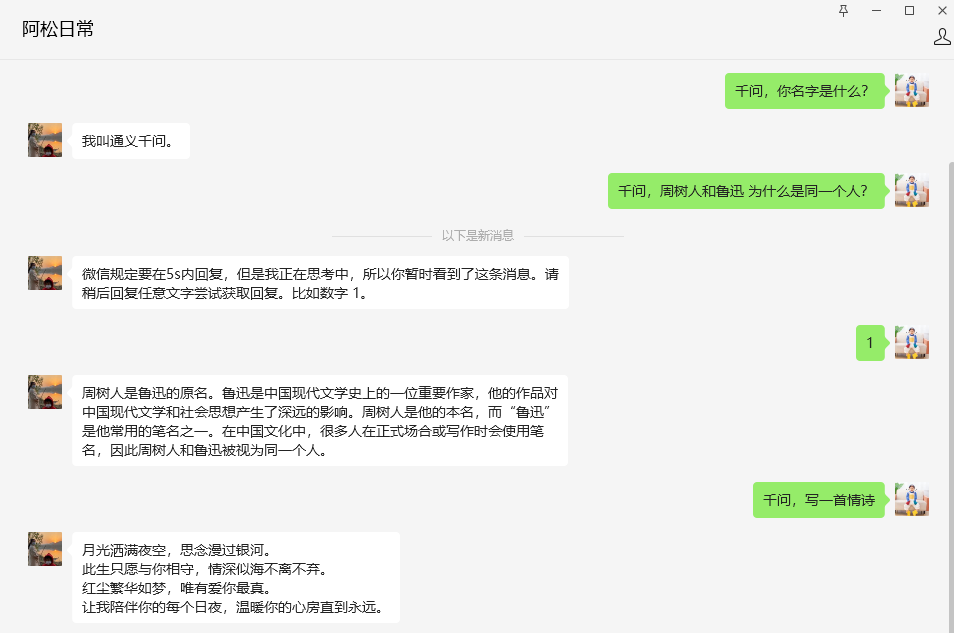 阿松日常
千问，你名字是什么？
我叫通义千问。
千问，周树人和鲁迅 为什么是同一个人？
以下是新消息
微信规定要在5s内回复，但是我正在思考中，所以你暂时看到了这条消息。请
稍后回复任意文字尝试获取回复。比如数字 1。
1
周树人是鲁迅的原名。鲁迅是中国现代文学史上的一位重要作家，他的作品对
中国现代文学和社会思想产生了深远的影响。周树人是他的本名，而“鲁迅”
是他常用的笔名之一。在中国文化中，很多人在正式场合或写作时会使用笔
名，因此周树人和鲁迅被视为同一个人。
千问，写一首情诗
月光洒满夜空，思念漫过银河。
此生只愿与你相守，情深似海不离不弃。
红尘繁华如梦，唯有爱你最真。
让我陪伴你的每个日夜，温暖你的心房直到永远。